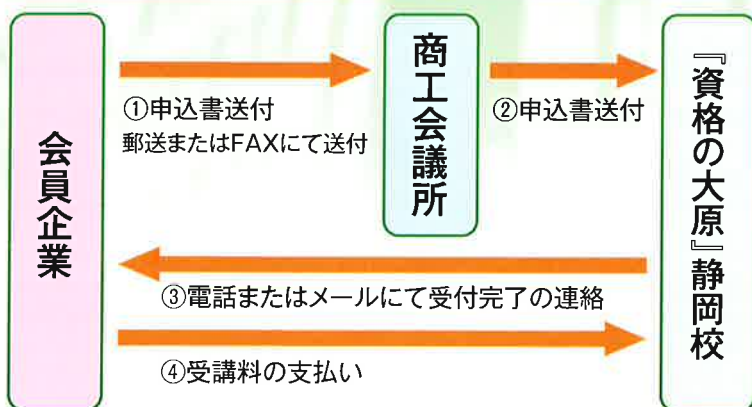 会員企業
①申込書送付
郵送またはFAXにて送付
商工会議所
②申込書送付
『資格の大原』静岡校
③電話またはメールにて受付完了の連絡
④受講料の支払い